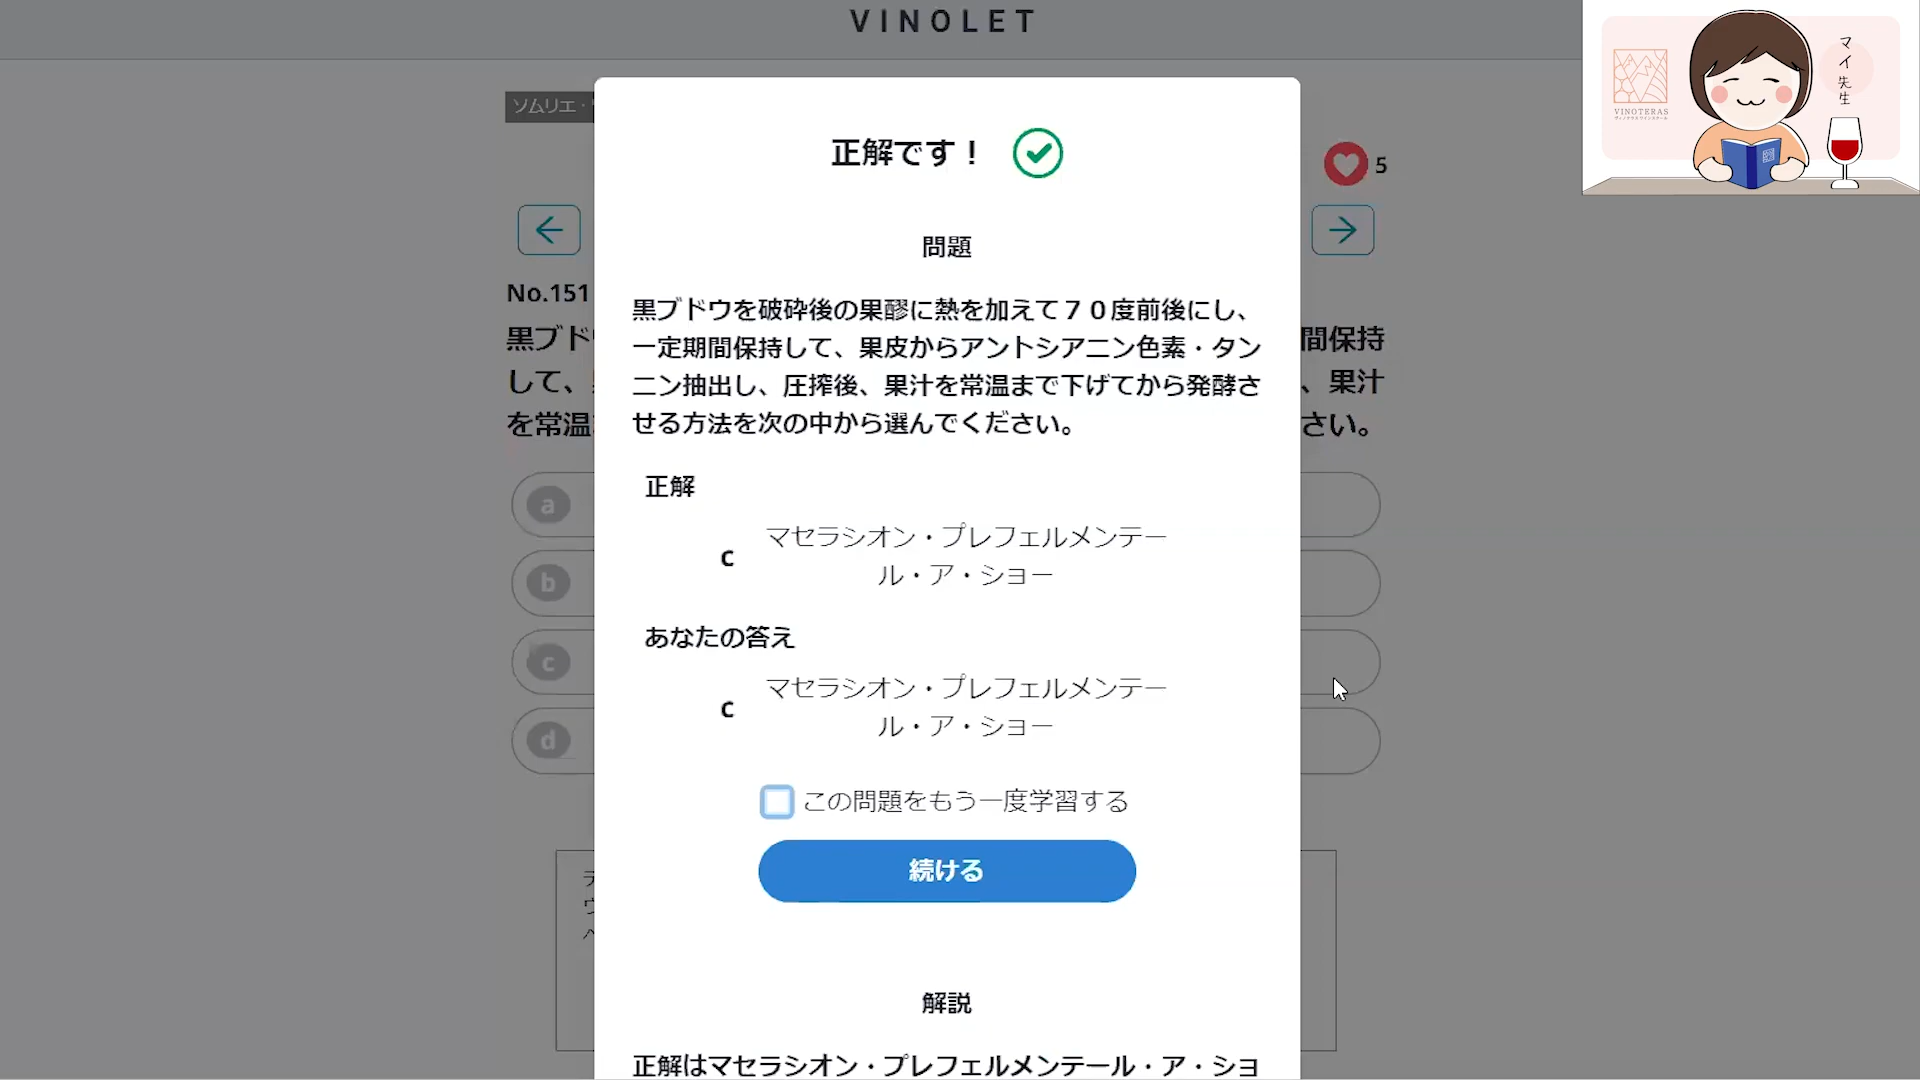 VINOLET
マイ先生
VINOTERAS
ソムリエ・
正解です！
5
問題
No.151
黒ブドウを破砕後の果醪に熱を加えて７０度前後にし、
一定期間保持して、果皮からアントシアニン色素・タン
ニン抽出し、圧搾後、果汁を常温まで下げてから発酵さ
せる方法を次の中から選んでください。
黒ブド
間保持
して、
、果汁
を常温
さい。
正解
a
c マセラシオン・プレフェルメンテー
ル・ア・ショー
b
あなたの答え
c
c マセラシオン・プレフェルメンテー
ル・ア・ショー
d
この問題をもう一度学習する
続ける
解説
正解はマセラシオン・プレフェルメンテール・ア・ショ